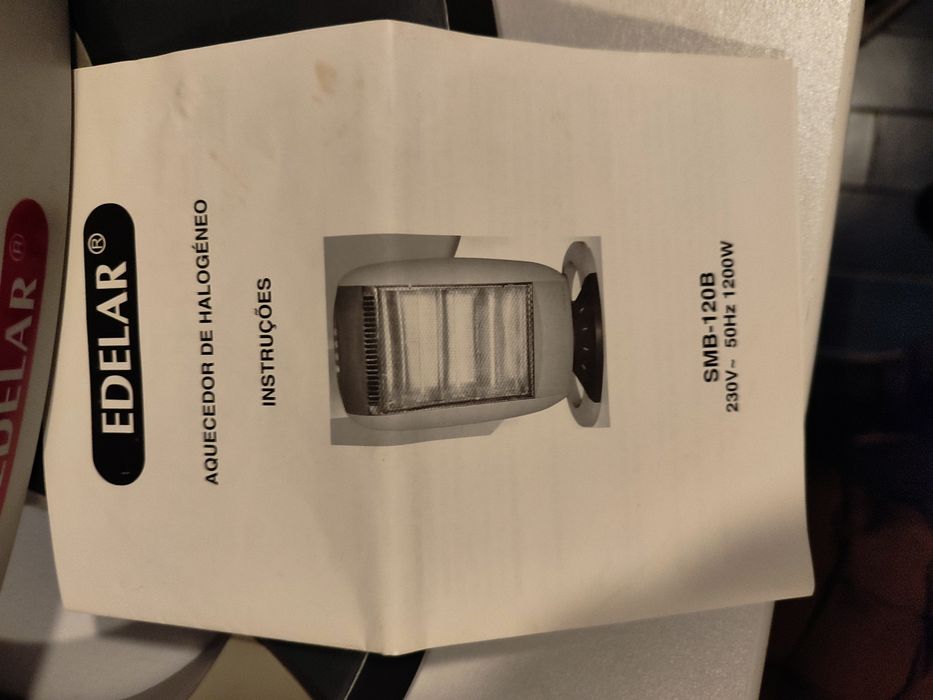 EDELAR®
AQUECEDOR DE HALOGÉNEO
INSTRUÇÕES
SMB-120B
230V~ 50Hz 1200W
EDELAR®